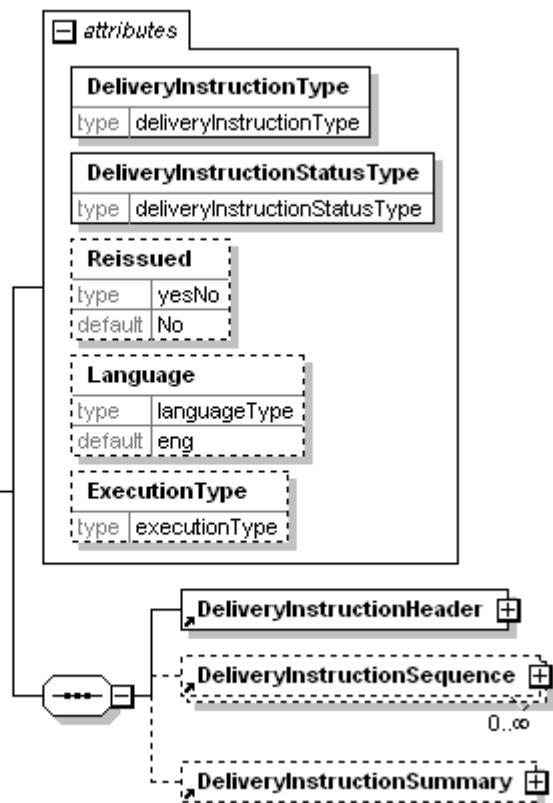 attributes
DeliveryInstructionType
type deliveryInstructionType
DeliveryInstructionStatusType
type deliveryInstructionStatusType
Reissued
type yesNo
default No
Language
type languageType
default eng
ExecutionType
type executionType
DeliveryInstructionHeader
DeliveryInstructionSequence
0..∞
DeliveryInstructionSummary